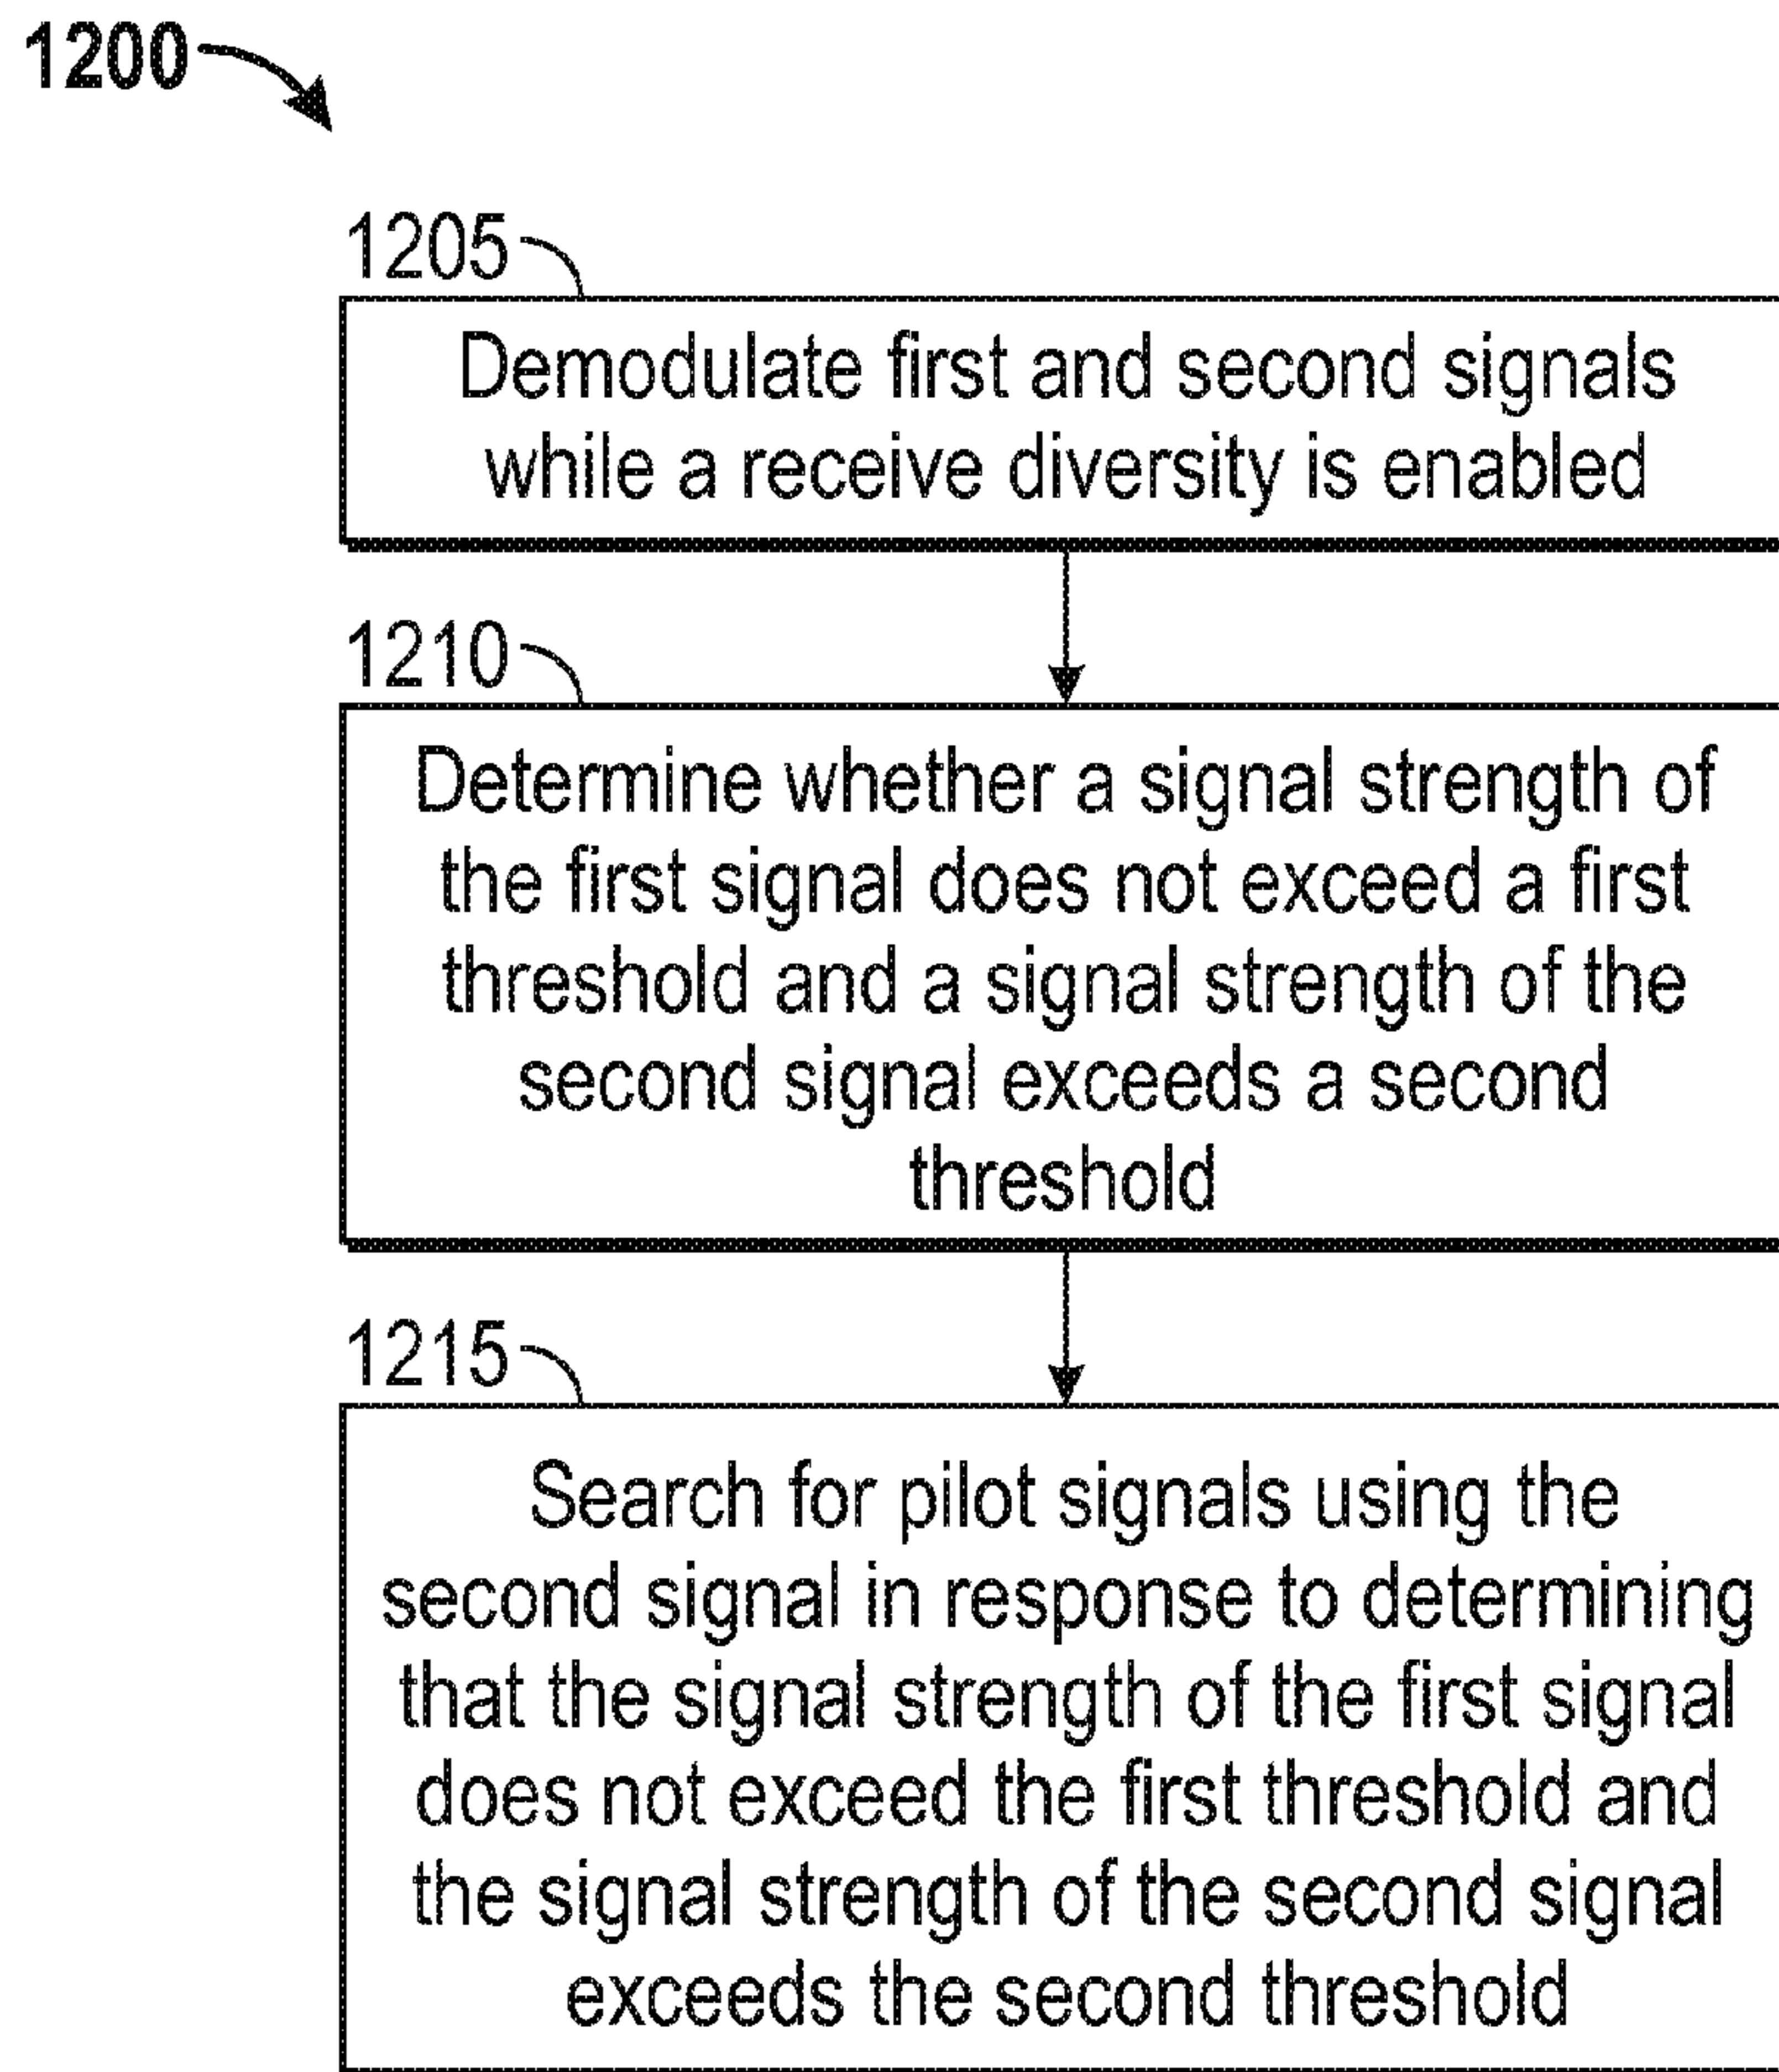 1200
1205
Demodulate first and second signals
while a receive diversity is enabled
1210
Determine whether a signal strength of
the first signal does not exceed a first
threshold and a signal strength of the
second signal exceeds a second
threshold
1215
Search for pilot signals using the
second signal in response to determining
that the signal strength of the first signal
does not exceed the first threshold and
the signal strength of the second signal
exceeds the second threshold